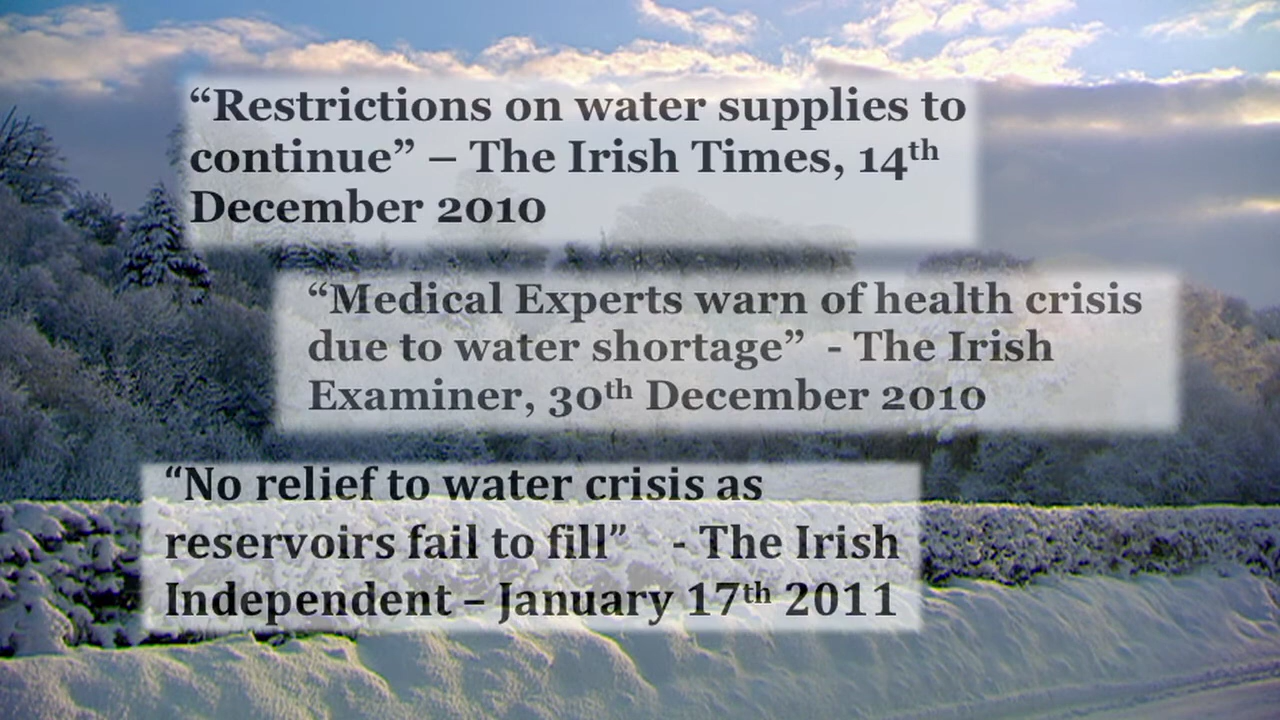 “Restrictions on water supplies to
continue” – The Irish Times, 14th
December 2010
“Medical Experts warn of health crisis
due to water shortage”  - The Irish
Examiner, 30th December 2010
“No relief to water crisis as
reservoirs fail to fill”   - The Irish
Independent – January 17th 2011